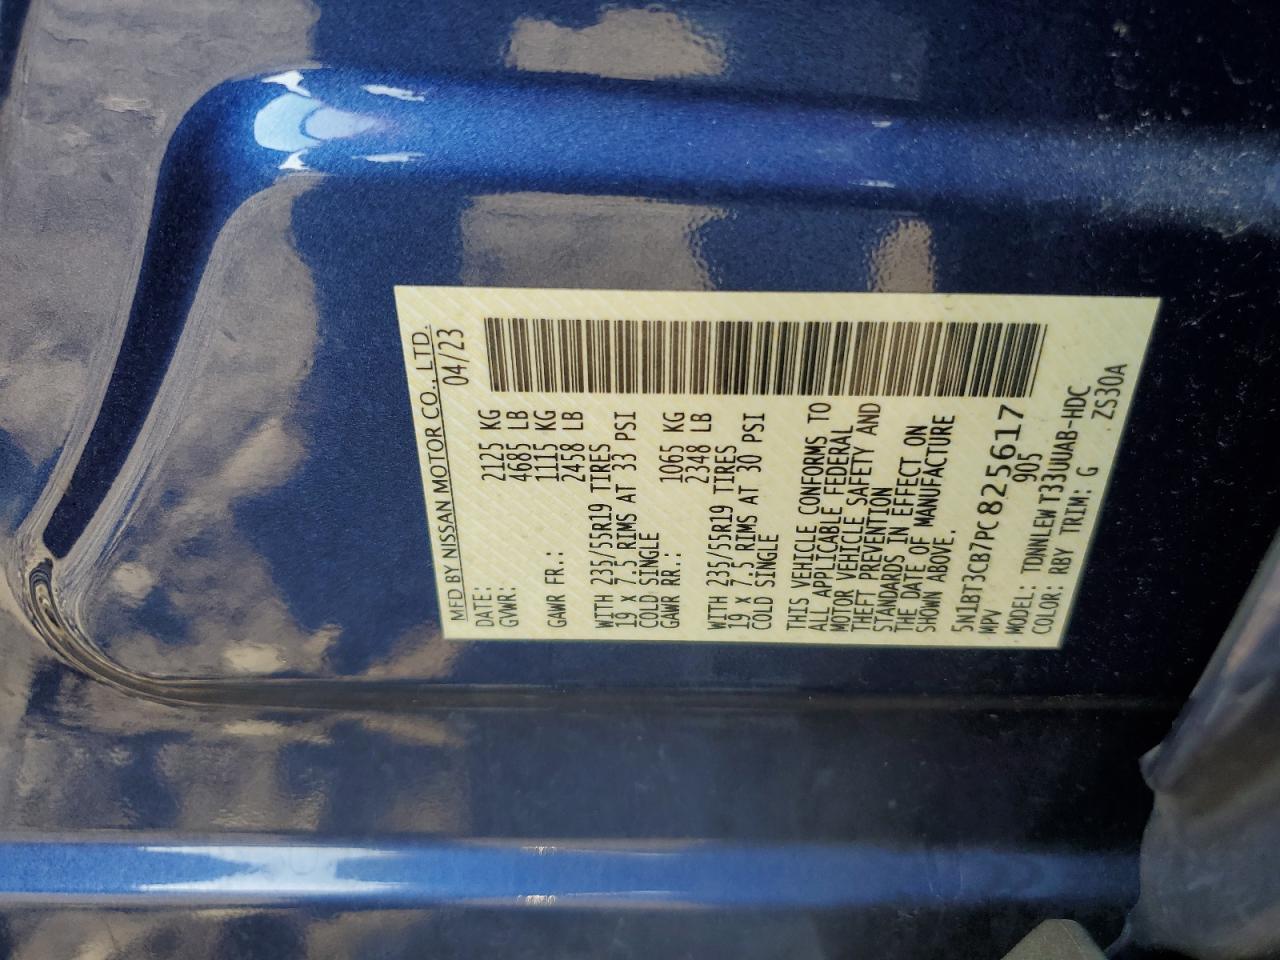 MFD BY NISSAN MOTOR CO., LTD.
DATE: 04/23
GVWR: 2125 KG
4685 LB
GAWR FR.: 1115 KG
2458 LB
WITH 235/55R19 TIRES
19 X 7.5 RIMS AT 33 PSI
COLD SINGLE
GAWR RR.: 1065 KG
2348 LB
WITH 235/55R19 TIRES
19 X 7.5 RIMS AT 30 PSI
COLD SINGLE
THIS VEHICLE CONFORMS TO
ALL APPLICABLE FEDERAL
MOTOR VEHICLE SAFETY AND
THEFT PREVENTION
STANDARDS IN EFFECT ON
THE DATE OF MANUFACTURE
SHOWN ABOVE.
5N1BT3CB7PC825617
MPV 905
MODEL: TDNNLEW T33UUAB-HDC
COLOR: RBY TRIM: G ZS30A